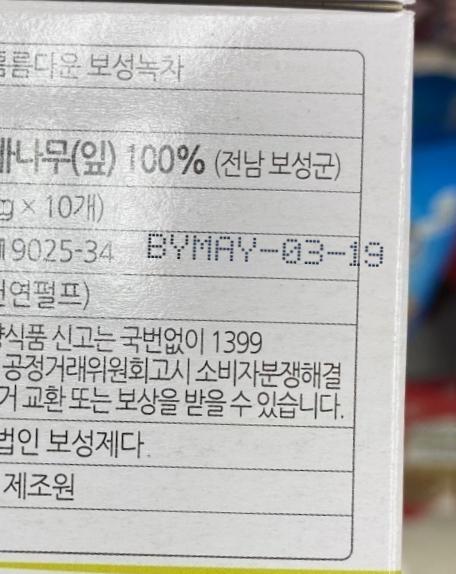 름다운 보성녹차
나무(잎) 100% (전남 보성군)
g × 10개)
9025-34 BYMAY-03-19
연펄프)
식품 신고는 국번없이 1399
공정거래위원회고시 소비자분쟁해결
거 교환 또는 보상을 받을 수 있습니다.
법인 보성제다.
제조원